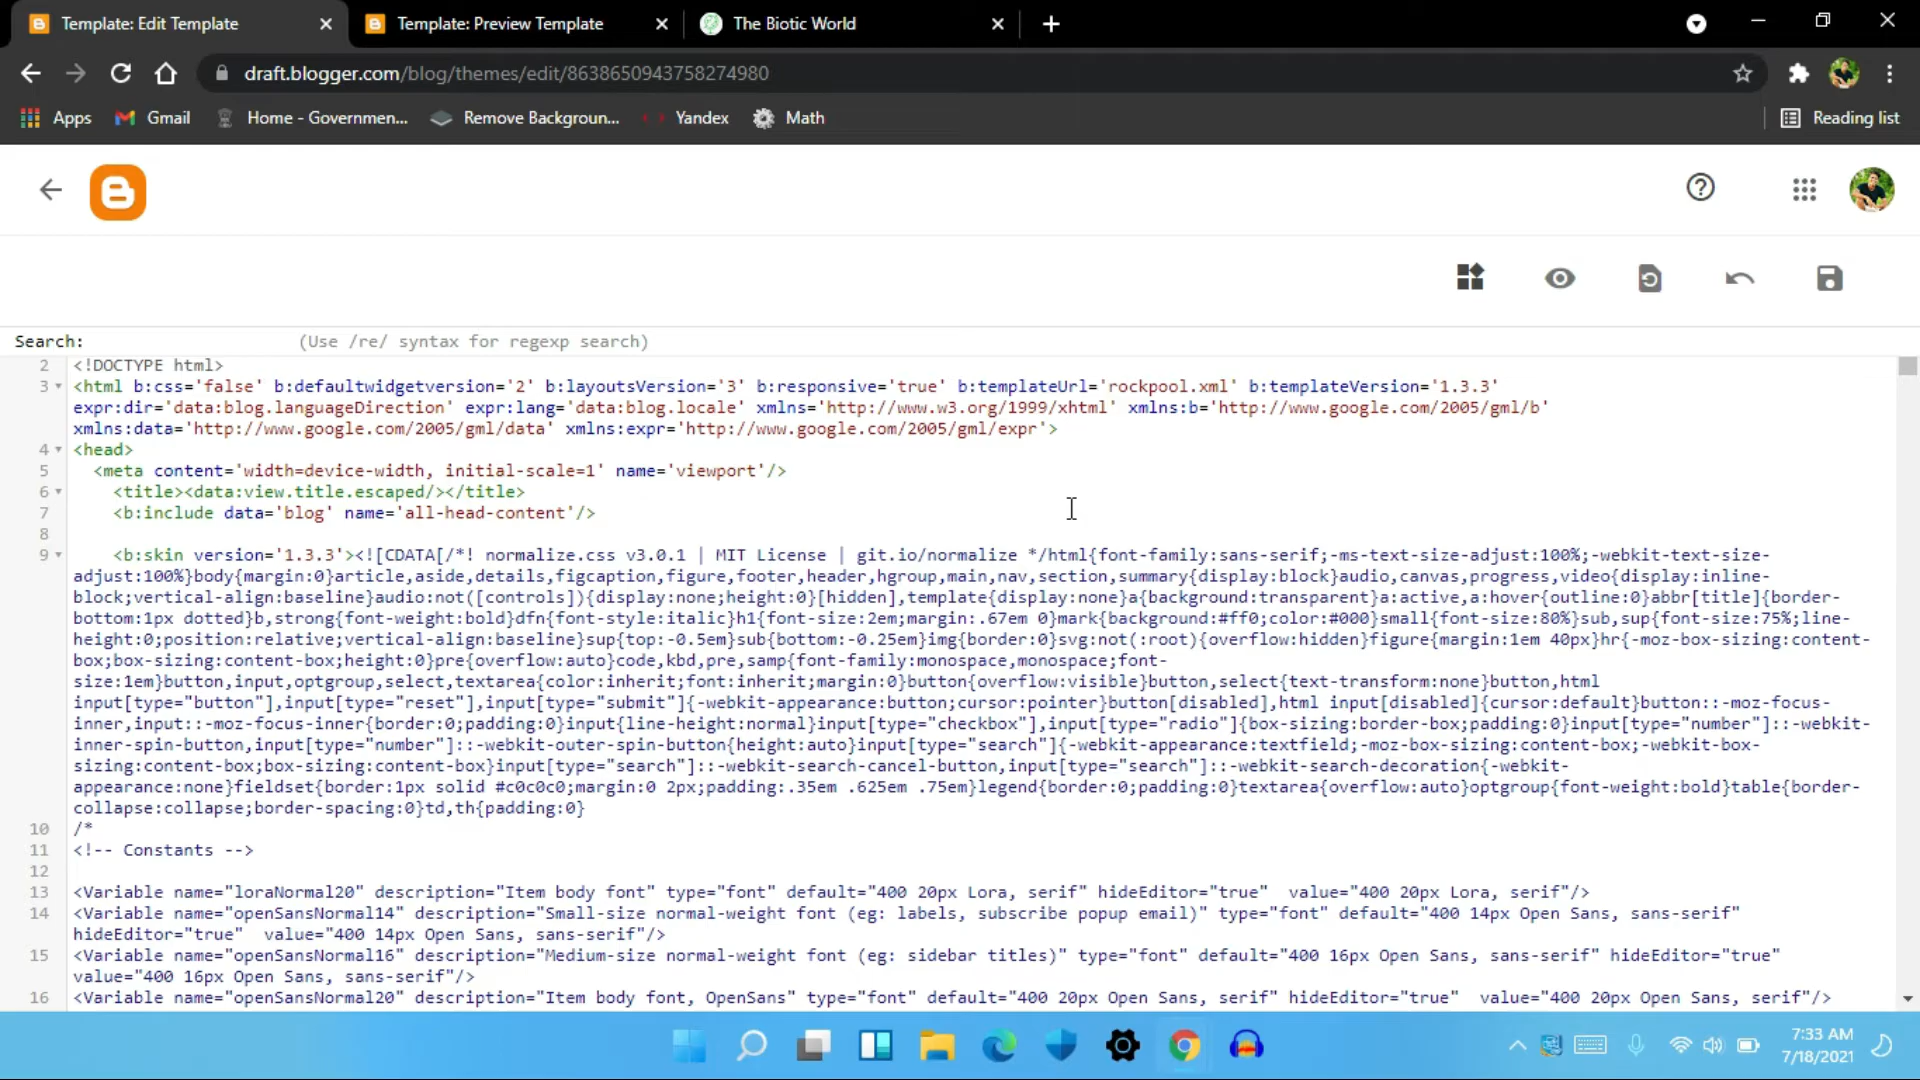 Template: Edit Template
Template: Preview Template
The Biotic World
draft.blogger.com/blog/themes/edit/8638650943758274980
Apps
Gmail
Home - Governmen...
Remove Backgroun...
Yandex
Math
Reading list
Search:
(Use /re/ syntax for regexp search)
2 <!DOCTYPE html>
3 <html b:css='false' b:defaultwidgetversion='2' b:layoutsVersion='3' b:responsive='true' b:templateUrl='rockpool.xml' b:templateVersion='1.3.3'
expr:dir='data:blog.languageDirection' expr:lang='data:blog.locale' xmlns='http://www.w3.org/1999/xhtml' xmlns:b='http://www.google.com/2005/gml/b'
xmlns:data='http://www.google.com/2005/gml/data' xmlns:expr='http://www.google.com/2005/gml/expr'>
4 <head>
5 <meta content='width=device-width, initial-scale=1' name='viewport'/>
6 <title><data:view.title.escaped/></title>
7 <b:include data='blog' name='all-head-content'/>
8
9 <b:skin version='1.3.3'><![CDATA[/*! normalize.css v3.0.1 | MIT License | git.io/normalize */html{font-family:sans-serif;-ms-text-size-adjust:100%;-webkit-text-size-
adjust:100%}body{margin:0}article,aside,details,figcaption,figure,footer,header,hgroup,main,nav,section,summary{display:block}audio,canvas,progress,video{display:inline-
block;vertical-align:baseline}audio:not([controls]){display:none;height:0}[hidden],template{display:none}a{background:transparent}a:active,a:hover{outline:0}abbr[title]{border-
bottom:1px dotted}b,strong{font-weight:bold}dfn{font-style:italic}h1{font-size:2em;margin:.67em 0}mark{background:#ff0;color:#000}small{font-size:80%}sub,sup{font-size:75%;line-
height:0;position:relative;vertical-align:baseline}sup{top:-0.5em}sub{bottom:-0.25em}img{border:0}svg:not(:root){overflow:hidden}figure{margin:1em 40px}hr{-moz-box-sizing:content-
box;box-sizing:content-box;height:0}pre{overflow:auto}code,kbd,pre,samp{font-family:monospace,monospace;font-
size:1em}button,input,optgroup,select,textarea{color:inherit;font:inherit;margin:0}button{overflow:visible}button,select{text-transform:none}button,html
input[type="button"],input[type="reset"],input[type="submit"]{-webkit-appearance:button;cursor:pointer}button[disabled],html input[disabled]{cursor:default}button::-moz-focus-
inner,input::-moz-focus-inner{border:0;padding:0}input{line-height:normal}input[type="checkbox"],input[type="radio"]{box-sizing:border-box;padding:0}input[type="number"]::-webkit-
inner-spin-button,input[type="number"]::-webkit-outer-spin-button{height:auto}input[type="search"]{-webkit-appearance:textfield;-moz-box-sizing:content-box;-webkit-box-
sizing:content-box;box-sizing:content-box}input[type="search"]::-webkit-search-cancel-button,input[type="search"]::-webkit-search-decoration{-webkit-
appearance:none}fieldset{border:1px solid #c0c0c0;margin:0 2px;padding:.35em .625em .75em}legend{border:0;padding:0}textarea{overflow:auto}optgroup{font-weight:bold}table{border-
collapse:collapse;border-spacing:0}td,th{padding:0}
10 /*
11 <!-- Constants -->
12
13 <Variable name="loraNormal20" description="Item body font" type="font" default="400 20px Lora, serif" hideEditor="true"  value="400 20px Lora, serif"/>
14 <Variable name="openSansNormal14" description="Small-size normal-weight font (eg: labels, subscribe popup email)" type="font" default="400 14px Open Sans, sans-serif"
hideEditor="true"  value="400 14px Open Sans, sans-serif"/>
15 <Variable name="openSansNormal16" description="Medium-size normal-weight font (eg: sidebar titles)" type="font" default="400 16px Open Sans, sans-serif" hideEditor="true"
value="400 16px Open Sans, sans-serif"/>
16 <Variable name="openSansNormal20" description="Item body font, OpenSans" type="font" default="400 20px Open Sans, serif" hideEditor="true"  value="400 20px Open Sans, serif"/>
7:33 AM
7/18/2021